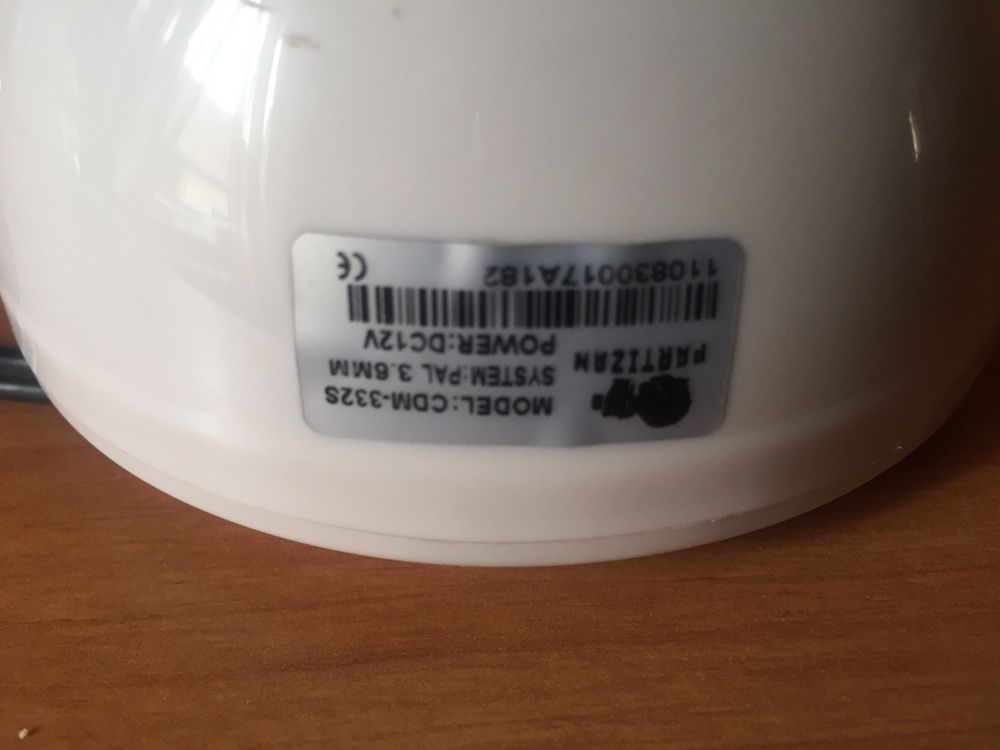 PARTIZAN
MODEL:CDM-332S
SYSTEM:PAL 3.6MM
POWER:DC12V
110830017A182
CE